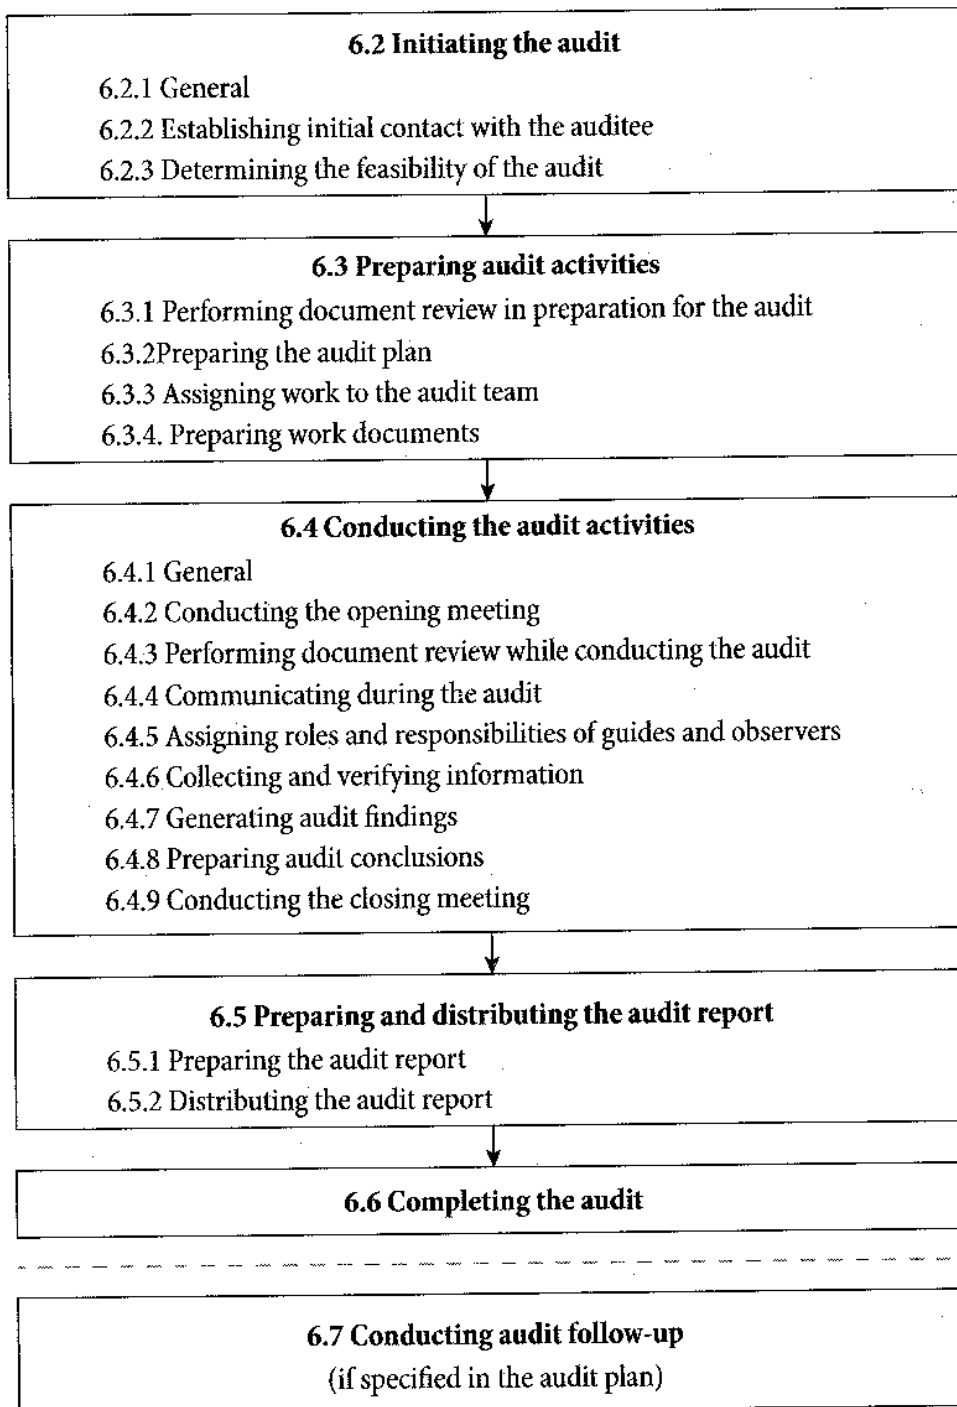 6.2 Initiating the audit
6.2.1 General
6.2.2 Establishing initial contact with the auditee
6.2.3 Determining the feasibility of the audit
6.3 Preparing audit activities
6.3.1 Performing document review in preparation for the audit
6.3.2Preparing the audit plan
6.3.3 Assigning work to the audit team
6.3.4. Preparing work documents
6.4 Conducting the audit activities
6.4.1 General
6.4.2 Conducting the opening meeting
6.4.3 Performing document review while conducting the audit
6.4.4 Communicating during the audit
6.4.5 Assigning roles and responsibilities of guides and observers
6.4.6 Collecting and verifying information
6.4.7 Generating audit findings
6.4.8 Preparing audit conclusions
6.4.9 Conducting the closing meeting
6.5 Preparing and distributing the audit report
6.5.1 Preparing the audit report
6.5.2 Distributing the audit report
6.6 Completing the audit
6.7 Conducting audit follow-up
(if specified in the audit plan)